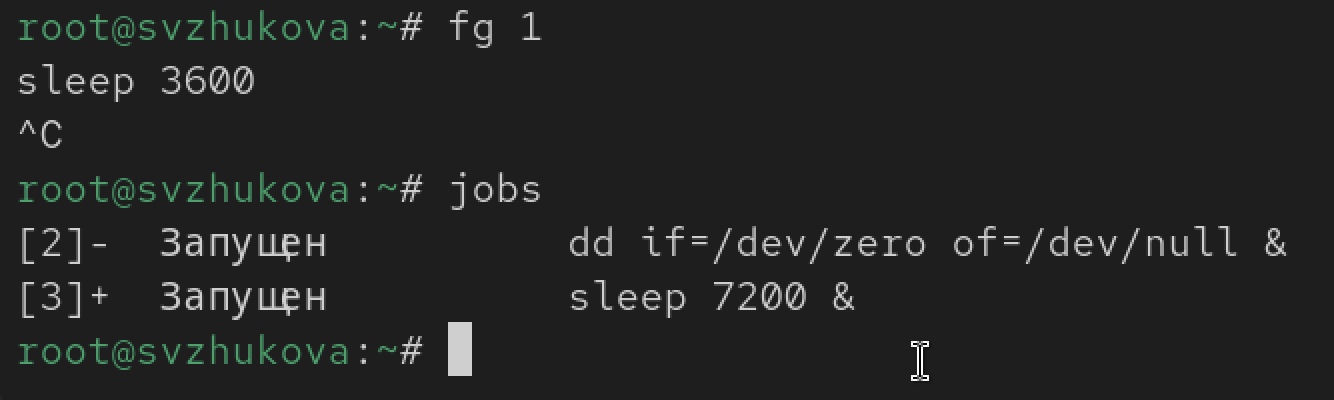 root@svzhukova:~# fg 1
sleep 3600
^C
root@svzhukova:~# jobs
[2]-  Запущен          dd if=/dev/zero of=/dev/null &
[3]+  Запущен          sleep 7200 &
root@svzhukova:~#